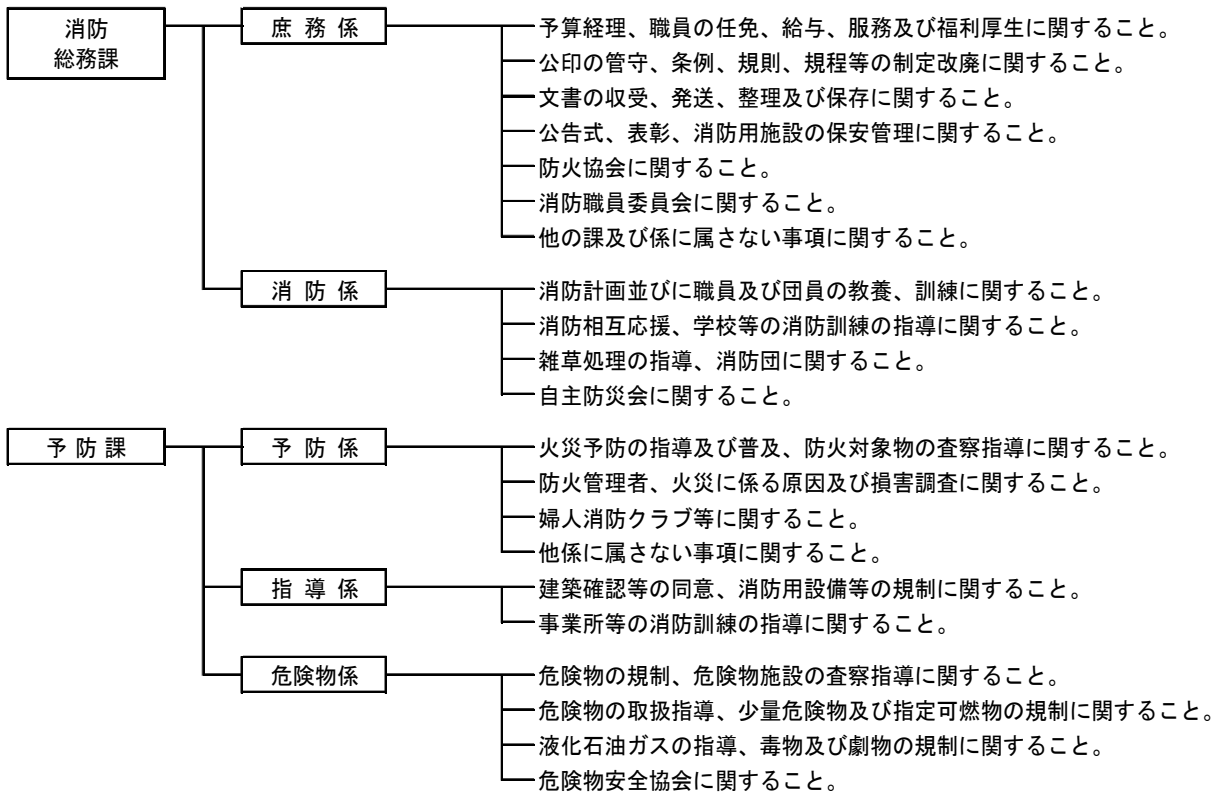 消防
総務課
庶務係
予算経理、職員の任免、給与、服務及び福利厚生に関すること。
公印の管守、条例、規則、規程等の制定改廃に関すること。
文書の収受、発送、整理及び保存に関すること。
公告式、表彰、消防用施設の保安管理に関すること。
防火協会に関すること。
消防職員委員会に関すること。
他の課及び係に属さない事項に関すること。
消防係
消防計画並びに職員及び団員の教養、訓練に関すること。
消防相互応援、学校等の消防訓練の指導に関すること。
雑草処理の指導、消防団に関すること。
自主防災会に関すること。
予防課
予防係
火災予防の指導及び普及、防火対象物の査察指導に関すること。
防火管理者、火災に係る原因及び損害調査に関すること。
婦人消防クラブ等に関すること。
他係に属さない事項に関すること。
指導係
建築確認等の同意、消防用設備等の規制に関すること。
事業所等の消防訓練の指導に関すること。
危険物係
危険物の規制、危険物施設の査察指導に関すること。
危険物の取扱指導、少量危険物及び指定可燃物の規制に関すること。
液化石油ガスの指導、毒物及び劇物の規制に関すること。
危険物安全協会に関すること。